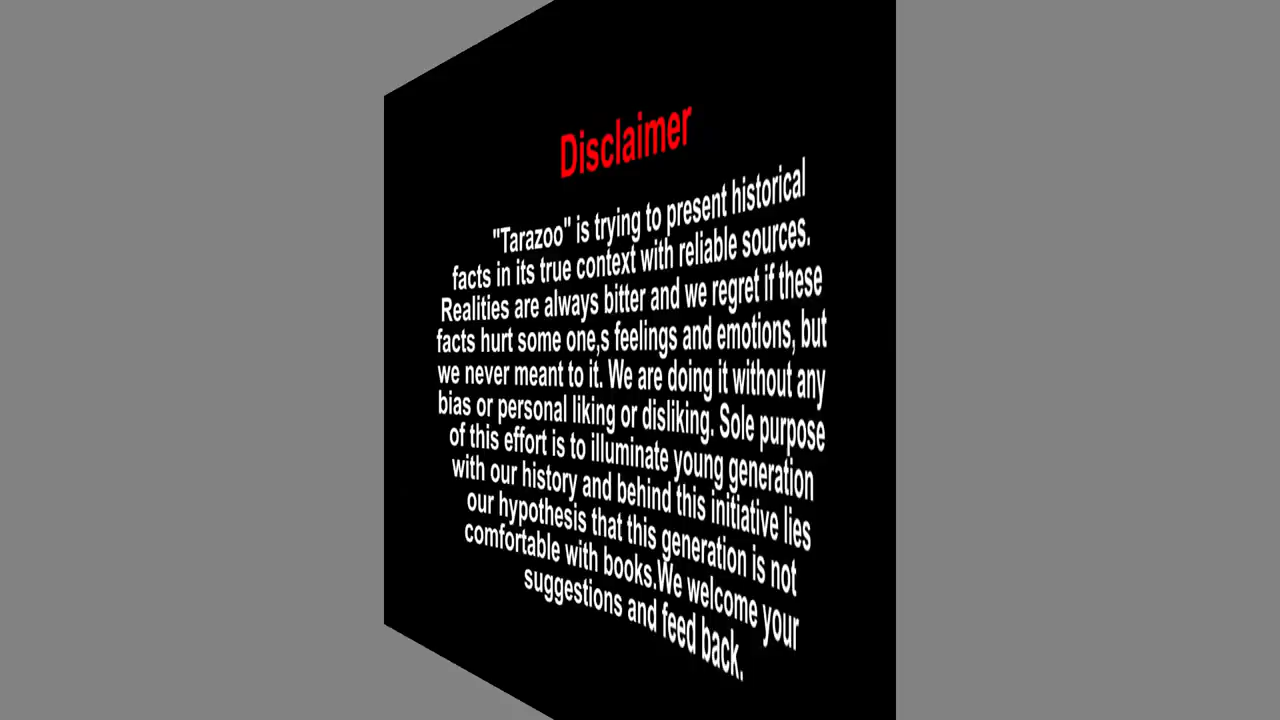 Disclaimer
"Tarazoo" is trying to present historical
facts in its true context with reliable sources.
Realities are always bitter and we regret if these
facts hurt some one,s feelings and emotions, but
we never meant to it. We are doing it without any
bias or personal liking or disliking. Sole purpose
of this effort is to illuminate young generation
with our history and behind this initiative lies
our hypothesis that this generation is not
comfortable with books.We welcome your
suggestions and feed back.